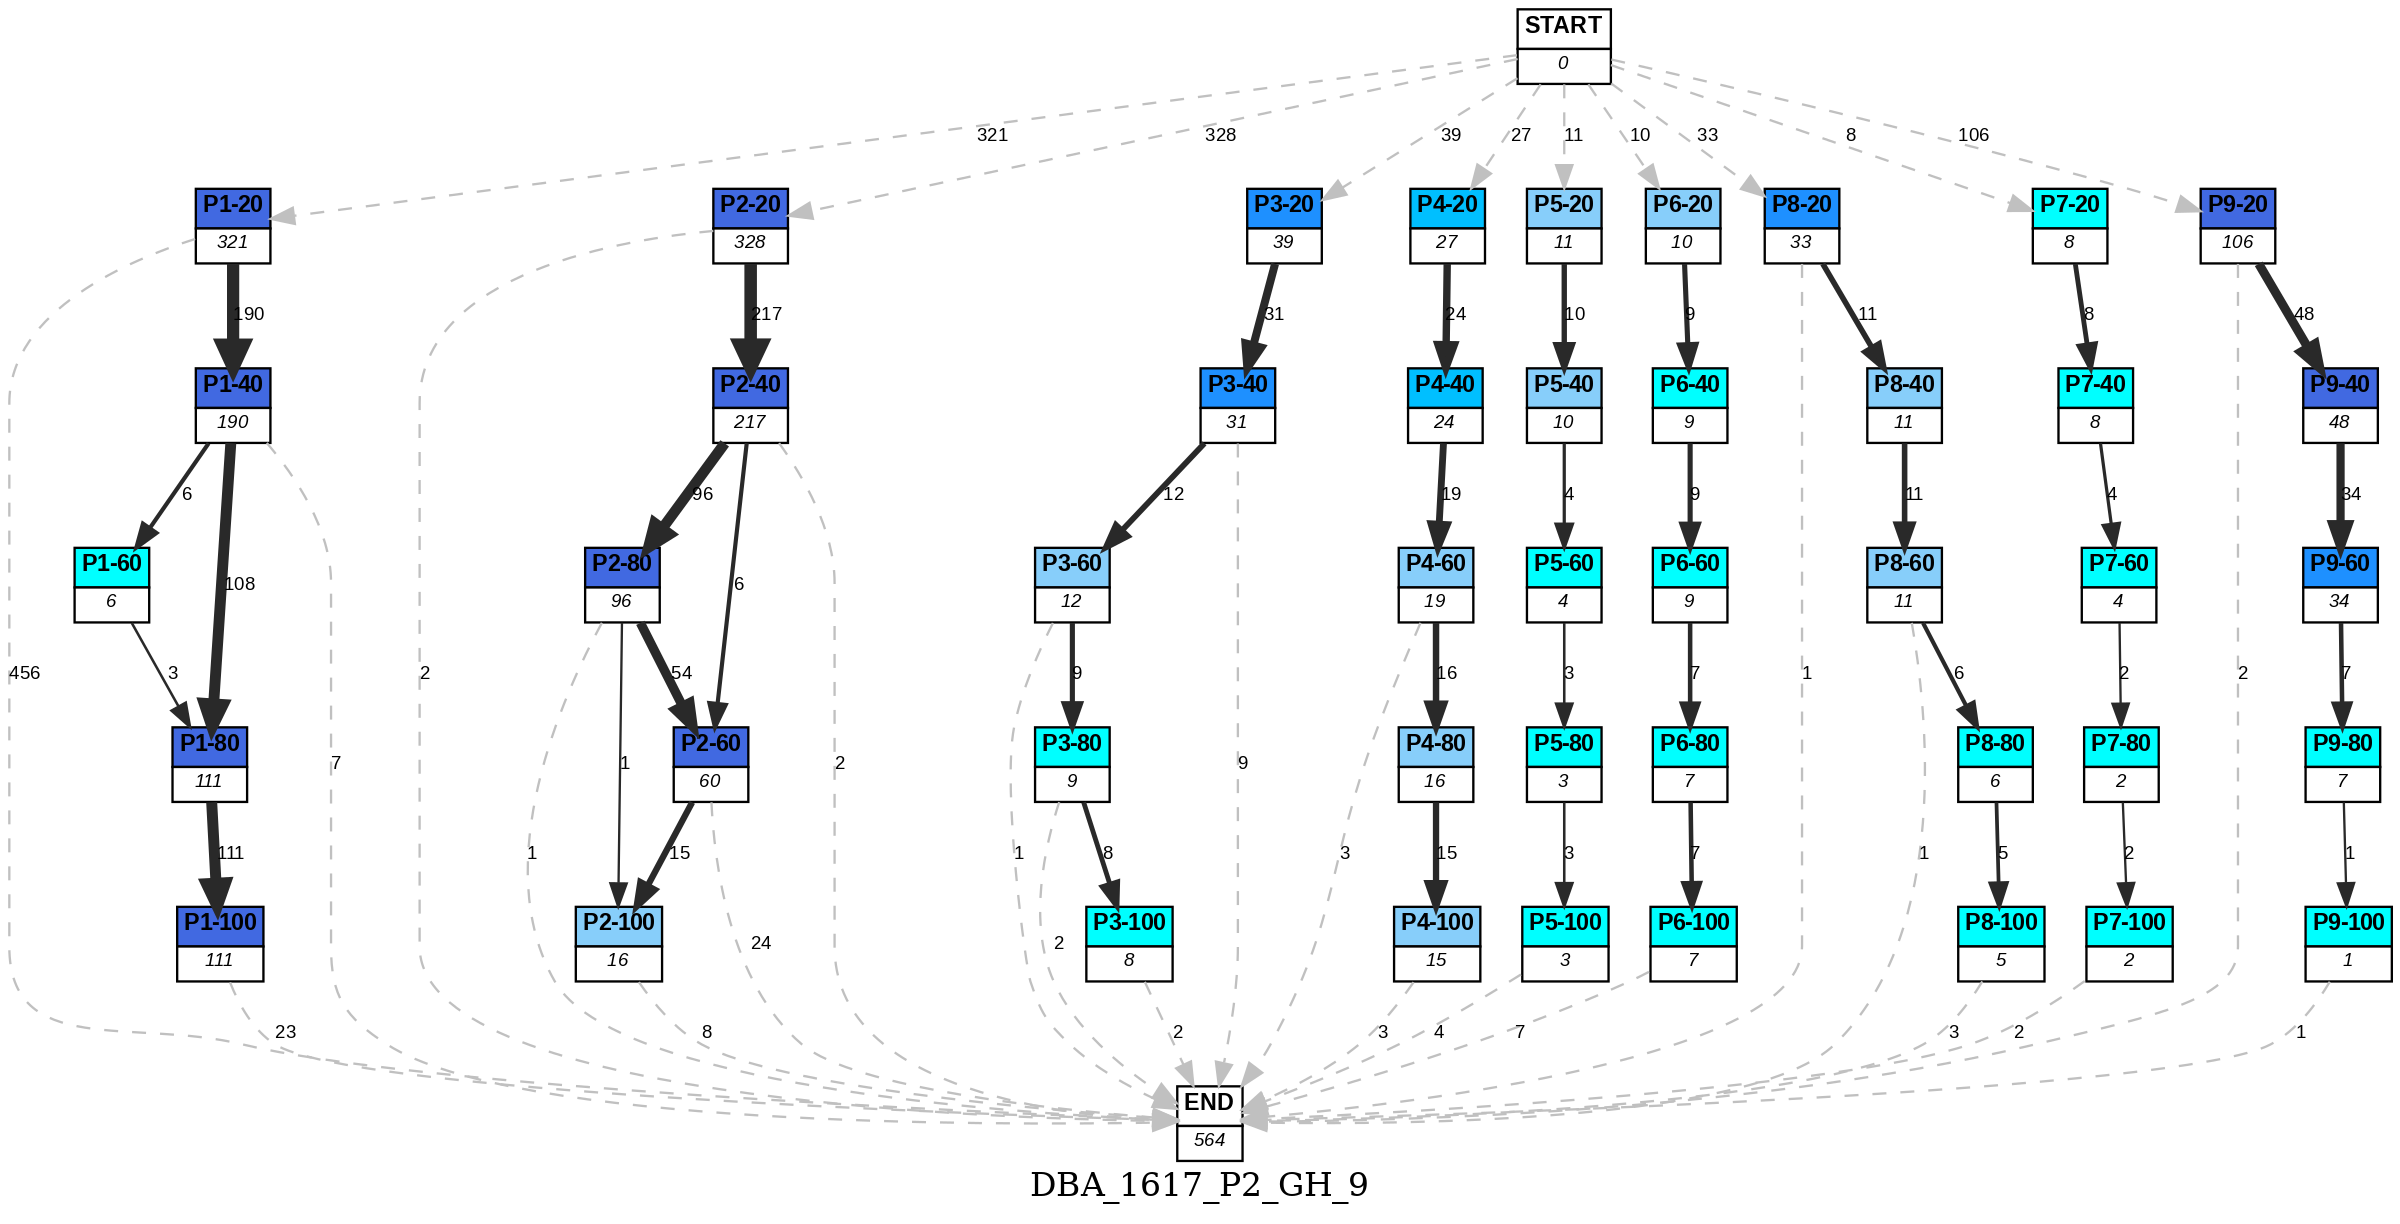 START
0
321
328
39
27
11
10
33
8
106
P1-20
321
P2-20
328
P3-20
39
P4-20
27
P5-20
11
P6-20
10
P8-20
33
P7-20
8
P9-20
106
190
217
31
24
10
9
11
8
48
P1-40
190
P2-40
217
P3-40
31
P4-40
24
P5-40
10
P6-40
9
P8-40
11
P7-40
8
P9-40
48
6
96
12
19
4
9
11
4
34
108
6
P1-60
6
P2-80
96
P3-60
12
P4-60
19
P5-60
4
P6-60
9
P8-60
11
P7-60
4
P9-60
34
456
3
2
54
9
16
3
7
1
6
2
2
7
P1-80
111
7
1
P2-60
60
2
P3-80
9
9
P4-80
16
P5-80
3
P6-80
7
P8-80
6
P7-80
2
P9-80
7
111
1
15
1
8
3
15
3
7
1
5
2
1
P1-100
111
P2-100
16
24
2
P3-100
8
P4-100
15
P5-100
3
P6-100
7
P8-100
5
P7-100
2
P9-100
1
23
8
2
3
4
7
3
2
1
END
564
DBA_1617_P2_GH_9